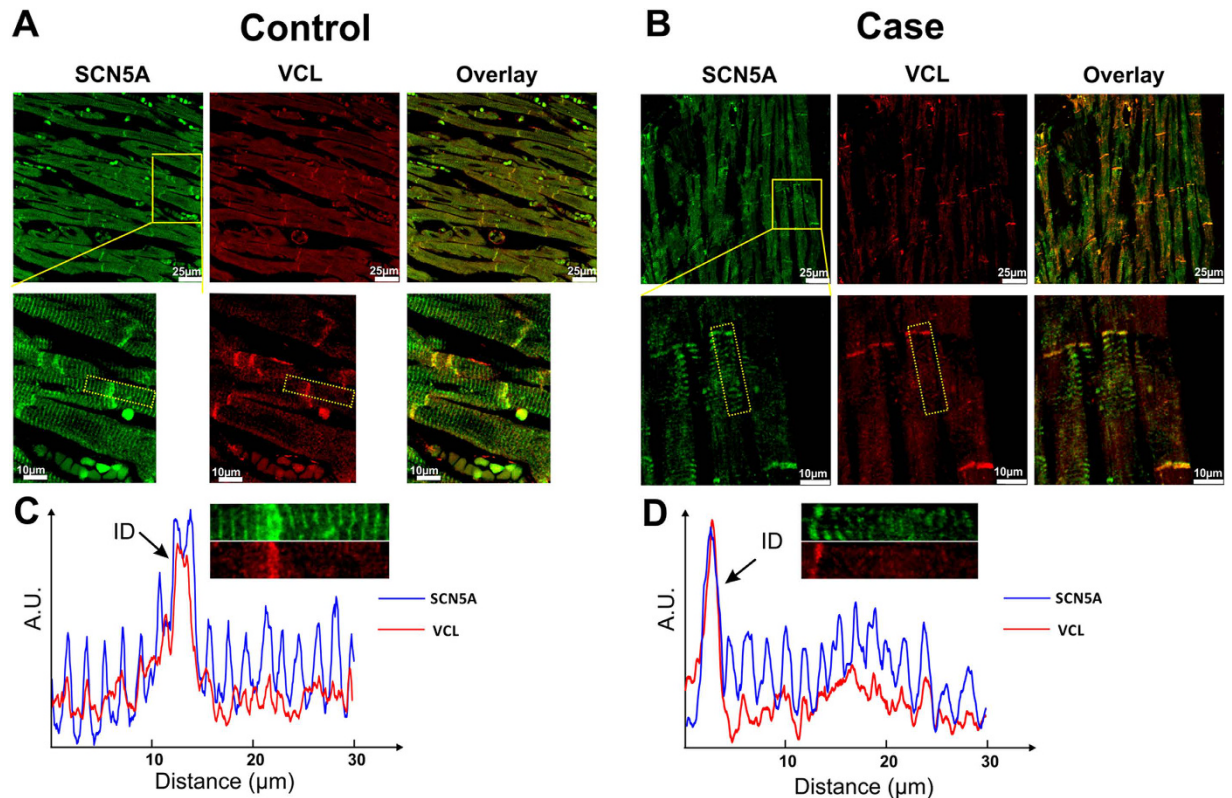 A
Control
SCN5A
VCL
Overlay
25µm
25µm
25µm
10µm
10µm
10µm
B
Case
SCN5A
VCL
Overlay
25µm
25µm
25µm
10µm
10µm
10µm
C
ID
A.U.
SCN5A
VCL
10
20
30
Distance (µm)
D
ID
A.U.
SCN5A
VCL
10
20
30
Distance (µm)